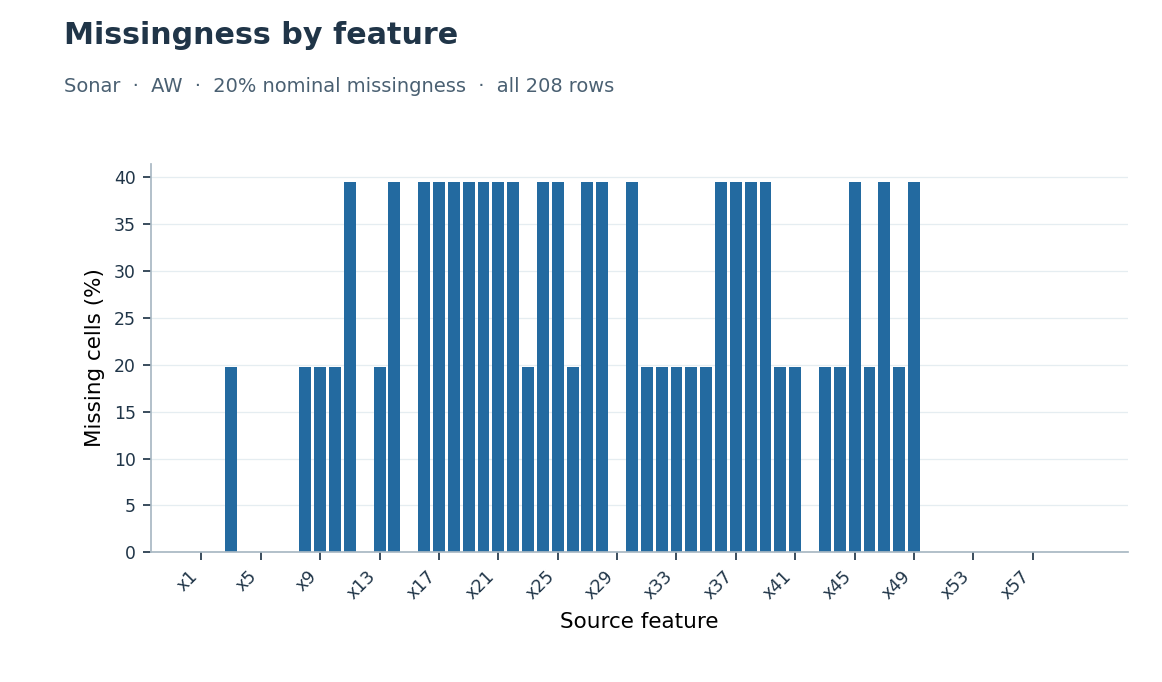 Missingness by feature
Sonar · AW · 20% nominal missingness · all 208 rows
40
35
30
25
20
15
10
5
0
Missing cells (%)
x1 x5 x9 x13 x17 x21 x25 x29 x33 x37 x41 x45 x49 x53 x57
Source feature